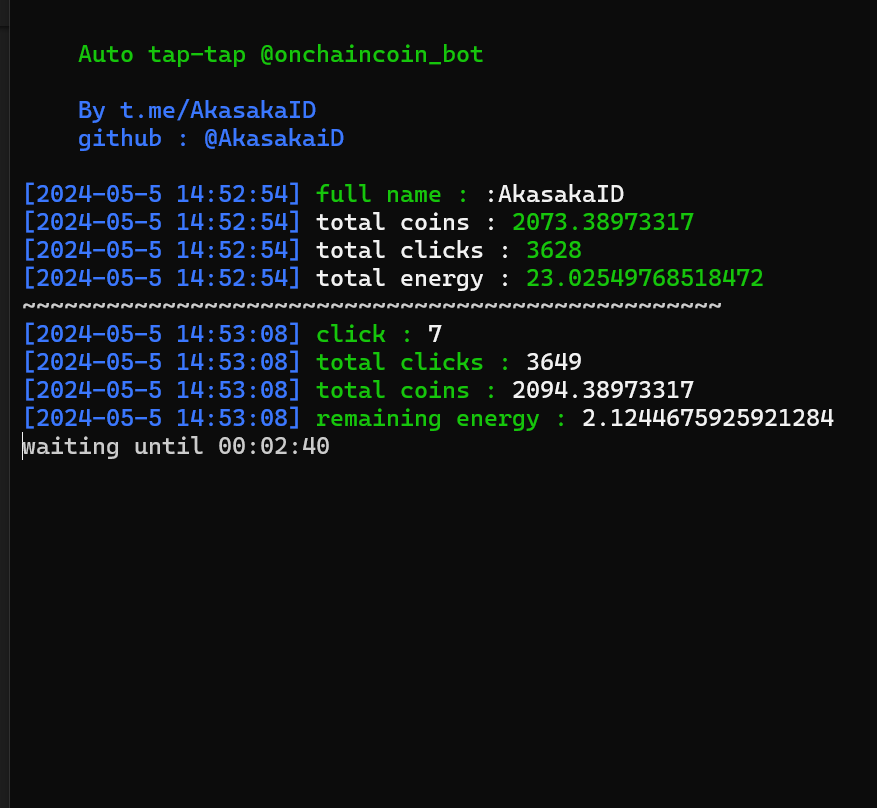 Auto tap-tap @onchaincoin_bot
By t.me/AkasakaID
github : @AkasakaiD
[2024-05-5 14:52:54] full name : :AkasakaID
[2024-05-5 14:52:54] total coins : 2073.38973317
[2024-05-5 14:52:54] total clicks : 3628
[2024-05-5 14:52:54] total energy : 23.02549768518472
~~~~~~~~~~~~~~~~~~~~~~~~~~~~~~~~~~~~~~~~~~~~~~~~~~
[2024-05-5 14:53:08] click : 7
[2024-05-5 14:53:08] total clicks : 3649
[2024-05-5 14:53:08] total coins : 2094.38973317
[2024-05-5 14:53:08] remaining energy : 2.1244675925921284
waiting until 00:02:40